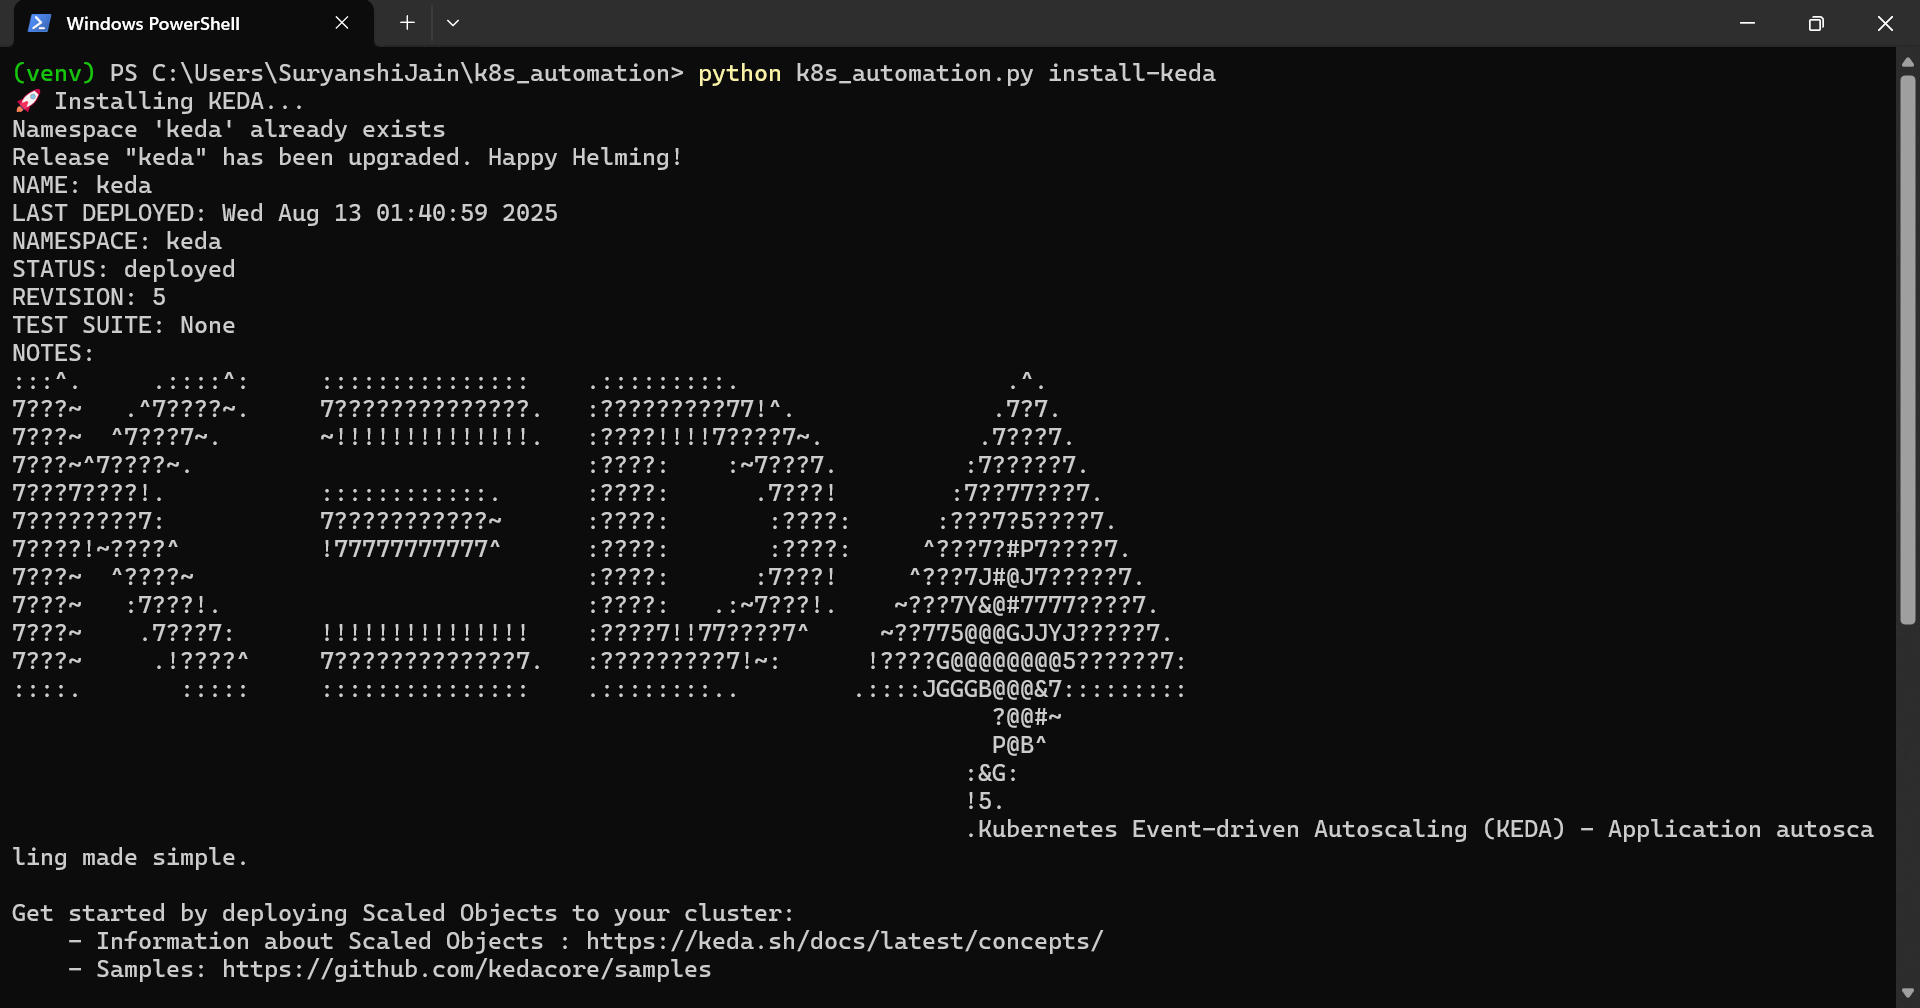 Windows PowerShell
(venv) PS C:\Users\SuryanshiJain\k8s_automation> python k8s_automation.py install-keda
🚀 Installing KEDA...
Namespace 'keda' already exists
Release "keda" has been upgraded. Happy Helming!
NAME: keda
LAST DEPLOYED: Wed Aug 13 01:40:59 2025
NAMESPACE: keda
STATUS: deployed
REVISION: 5
TEST SUITE: None
NOTES:
:::^.     .::::^:     :::::::::::::::    .:::::::::.                   .^.
7???~   .^7????~.     7??????????????.   :?????????77!^.              .7?7.
7???~  ^7???7~.       ~!!!!!!!!!!!!!!.   :????!!!!7????7~.           .7???7.
7???~^7????~.                            :????:    :~7???7.         :7?????7.
7???7????!.           ::::::::::::.      :????:      .7???!        :7??77???7.
7????????7:           7???????????~      :????:       :????:      :???7?5????7.
7????!~????^          !77777777777^      :????:       :????:     ^???7?#P7????7.
7???~  ^????~                            :????:      :7???!     ^???7J#@J7?????7.
7???~   :7???!.                          :????:   .:~7???!.    ~???7Y&@#7777????7.
7???~    .7???7:      !!!!!!!!!!!!!!!    :????7!!77????7^     ~??775@@@GJJYJ?????7.
7???~     .!????^     7?????????????7.   :?????????7!~:      !????G@@@@@@@@5??????7:
::::.       :::::     :::::::::::::::    .::::::::..        .::::JGGGB@@@&7:::::::::
                                                                      ?@@#~
                                                                      P@B^
                                                                    :&G:
                                                                    !5.
                                                                    .Kubernetes Event-driven Autoscaling (KEDA) - Application autosca
ling made simple.
Get started by deploying Scaled Objects to your cluster:
    - Information about Scaled Objects : https://keda.sh/docs/latest/concepts/
    - Samples: https://github.com/kedacore/samples